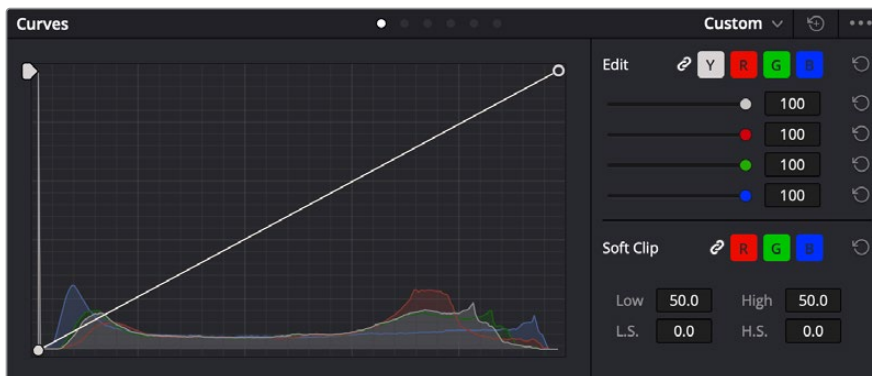 Curves
Custom
Edit
Y R G B
100
100
100
100
Soft Clip
R G B
Low 50.0 High 50.0
L.S. 0.0 H.S. 0.0